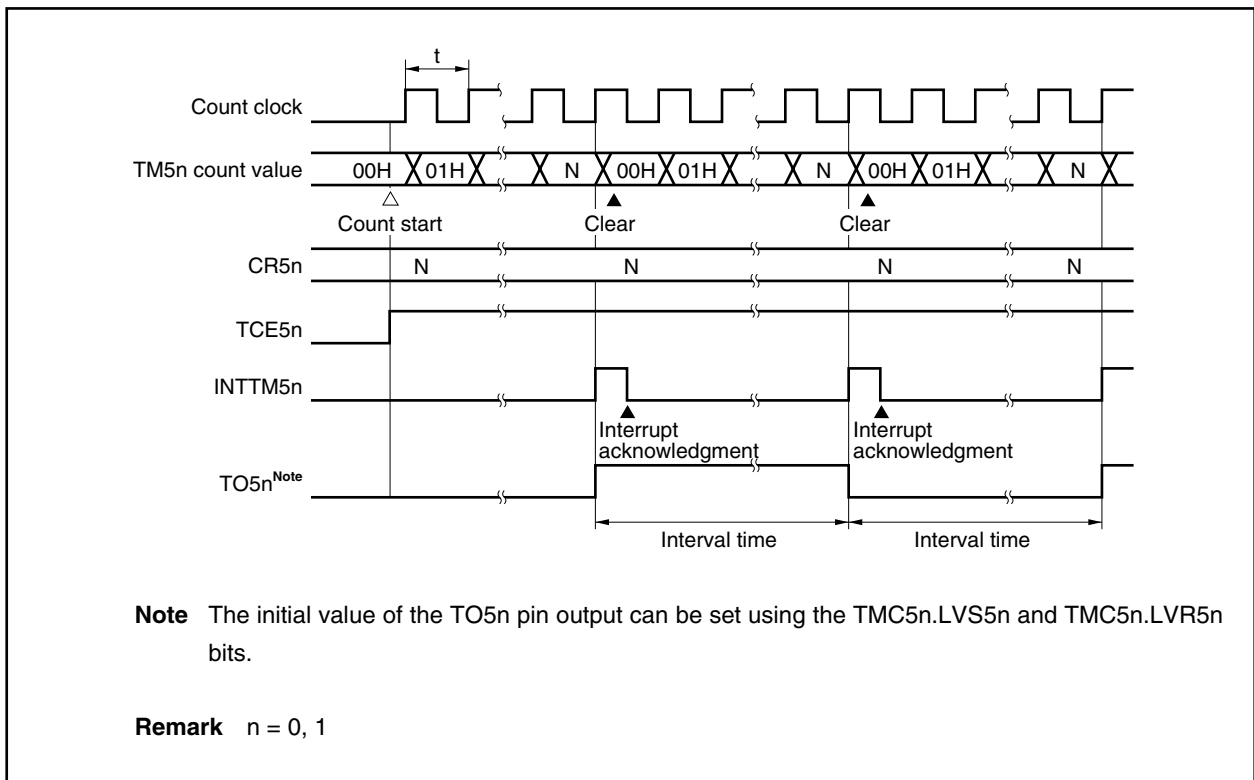 t
Count clock
TM5n count value 00H 01H N 00H 01H N 00H 01H N
Count start Clear Clear
CR5n N N N N
TCE5n
INTTM5n
Interrupt acknowledgment Interrupt acknowledgment
TO5nNote
Interval time Interval time
Note The initial value of the TO5n pin output can be set using the TMC5n.LVS5n and TMC5n.LVR5n
bits.
Remark n = 0, 1